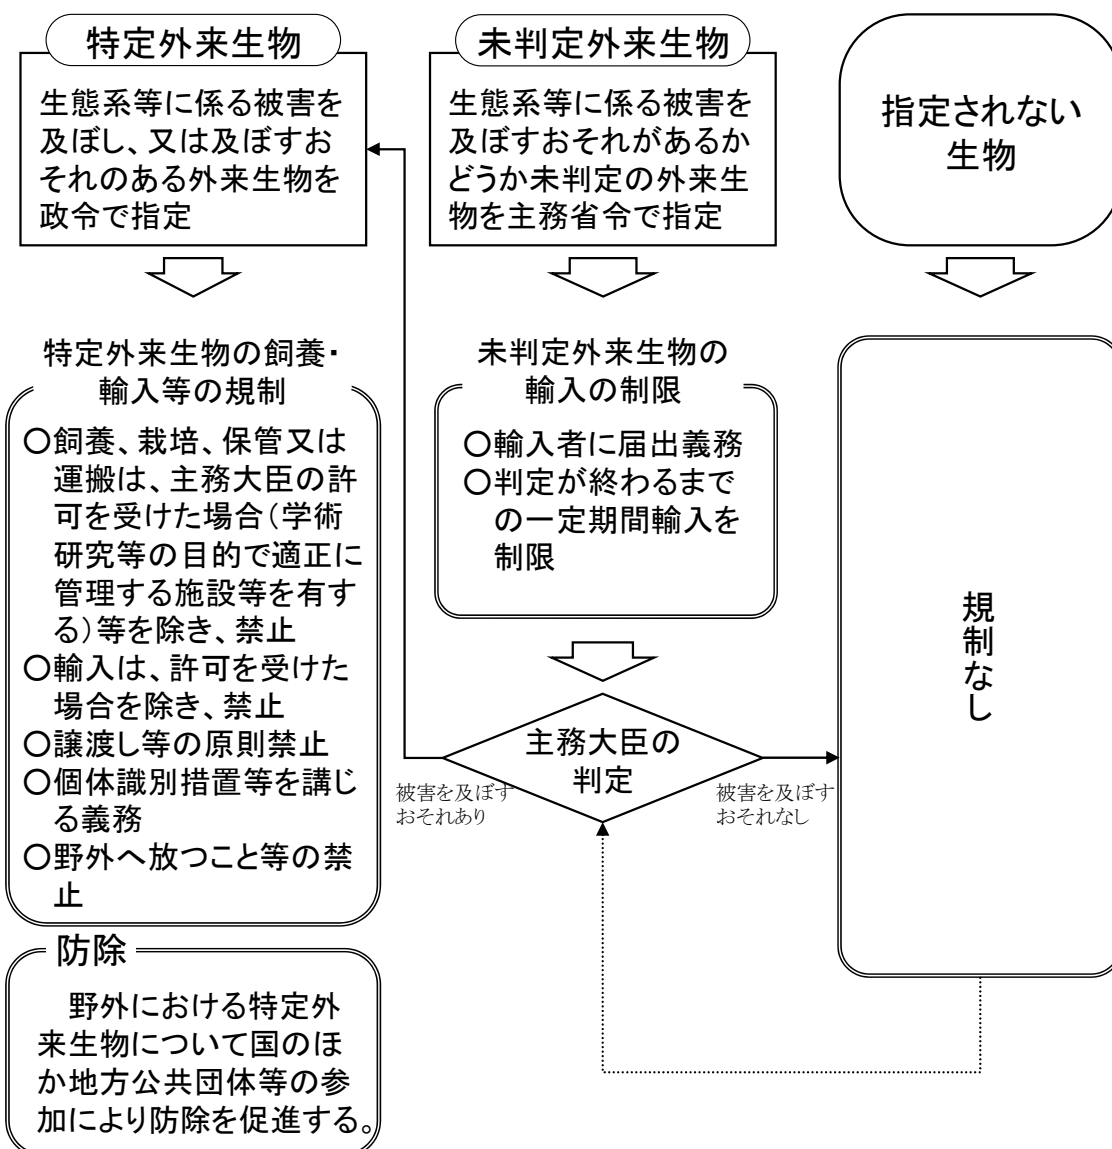 特定外来生物
生態系等に係る被害を
及ぼし、又は及ぼすお
それのある外来生物を
政令で指定
未判定外来生物
生態系等に係る被害を
及ぼすおそれがあるか
どうか未判定の外来生
物を主務省令で指定
指定されない
生物
特定外来生物の飼養・
輸入等の規制
○飼養、栽培、保管又は
運搬は、主務大臣の許
可を受けた場合（学術
研究等の目的で適正に
管理する施設等を有す
る）等を除き、禁止
○輸入は、許可を受けた
場合を除き、禁止
○譲渡し等の原則禁止
○個体識別措置等を講じ
る義務
○野外へ放つこと等の禁
止
未判定外来生物の
輸入の制限
○輸入者に届出義務
○判定が終わるまで
の一定期間輸入を
制限
主務大臣の
判定
被害を及ぼす
おそれあり
被害を及ぼす
おそれなし
規制なし
防除
野外における特定外
来生物について国のほ
か地方公共団体等の参
加により防除を促進する。